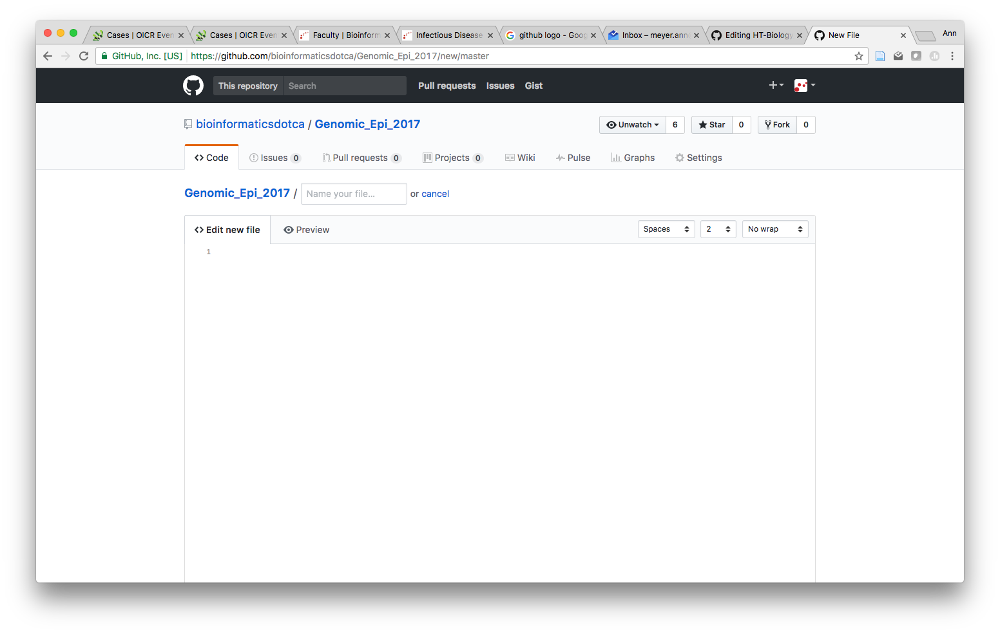 Cases | OICR Even Cases | OICR Even Faculty | Bioinform Infectious Disease github logo - Goog Inbox – meyer.ann Editing HT-Biology New File Ann
GitHub, Inc. [US] https://github.com/bioinformaticsdotca/Genomic_Epi_2017/new/master
This repository Search Pull requests Issues Gist
bioinformaticsdotca / Genomic_Epi_2017 Unwatch 6 Star 0 Fork 0
Code Issues 0 Pull requests 0 Projects 0 Wiki Pulse Graphs Settings
Genomic_Epi_2017 / Name your file... or cancel
Edit new file Preview Spaces 2 No wrap
1